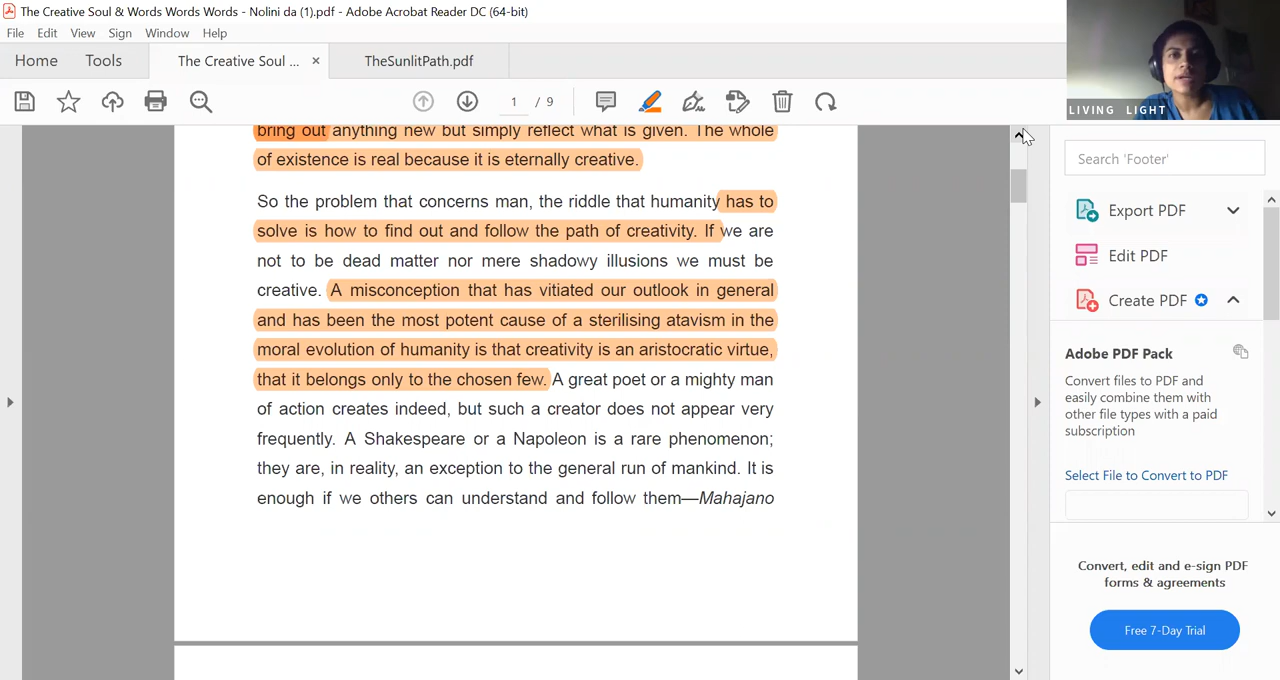 The Creative Soul & Words Words Words - Nolini da (1).pdf - Adobe Acrobat Reader DC (64-bit)
File Edit View Sign Window Help
Home Tools The Creative Soul ... × TheSunlitPath.pdf
1 / 9
LIVING LIGHT
bring out anything new but simply reflect what is given. The whole
of existence is real because it is eternally creative.
So the problem that concerns man, the riddle that humanity has to
solve is how to find out and follow the path of creativity. If we are
not to be dead matter nor mere shadowy illusions we must be
creative. A misconception that has vitiated our outlook in general
and has been the most potent cause of a sterilising atavism in the
moral evolution of humanity is that creativity is an aristocratic virtue,
that it belongs only to the chosen few. A great poet or a mighty man
of action creates indeed, but such a creator does not appear very
frequently. A Shakespeare or a Napoleon is a rare phenomenon;
they are, in reality, an exception to the general run of mankind. It is
enough if we others can understand and follow them—Mahajano
Search 'Footer'
Export PDF
Edit PDF
Create PDF
Adobe PDF Pack
Convert files to PDF and
easily combine them with
other file types with a paid
subscription
Select File to Convert to PDF
Convert, edit and e-sign PDF
forms & agreements
Free 7-Day Trial